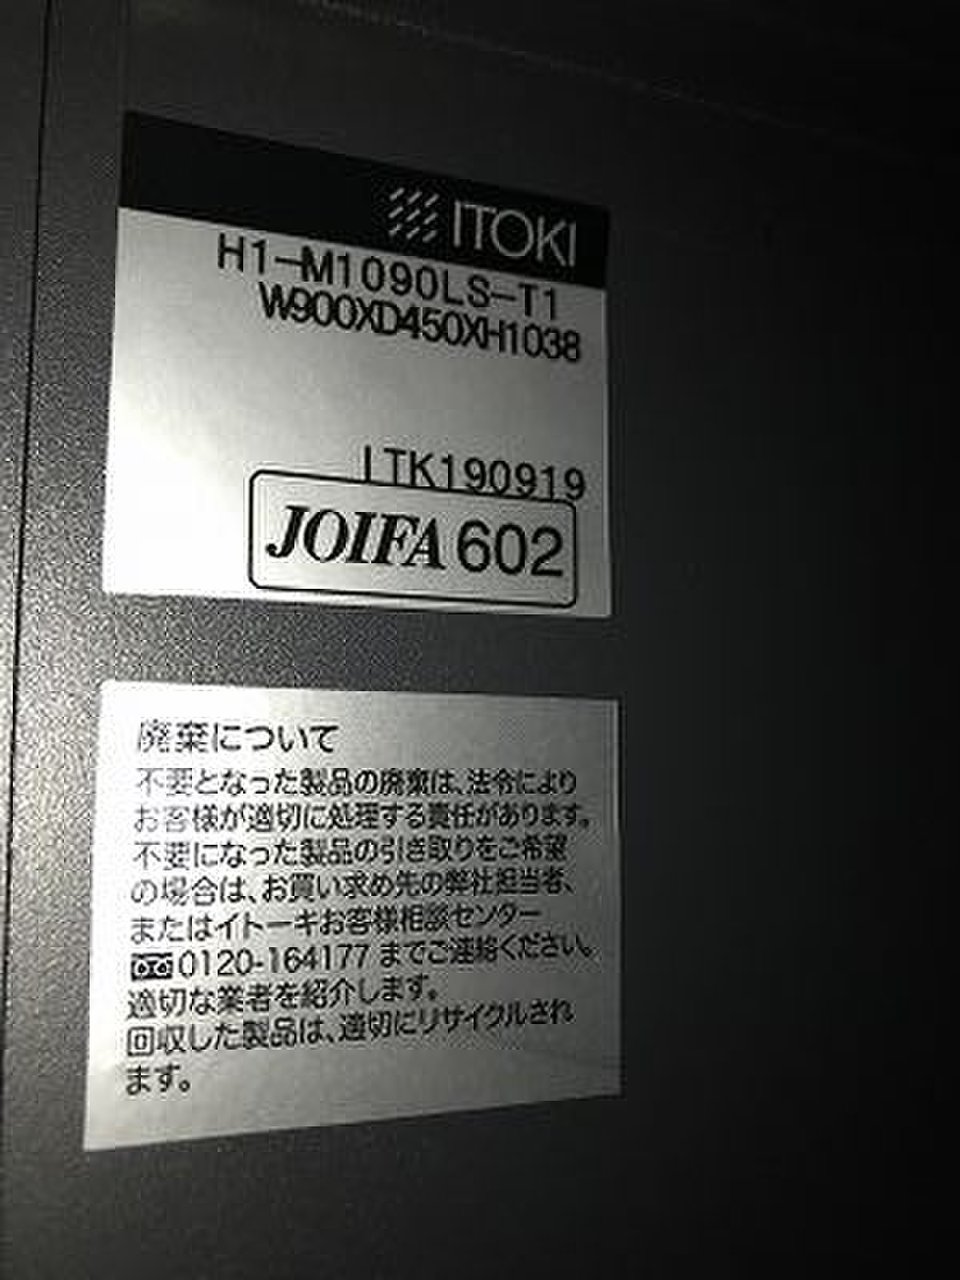 ITOKI
H1-M1090LS-T1
W900XD450XH1038
ITK190919
JOIFA 602
廃棄について
不要となった製品の廃棄は、法令により
お客様が適切に処理する責任があります。
不要になった製品の引き取りをご希望
の場合は、お買い求め先の弊社担当者、
またはイトーキお客様相談センター
0120-164177 までご連絡ください。
適切な業者を紹介します。
回収した製品は、適切にリサイクルされ
ます。